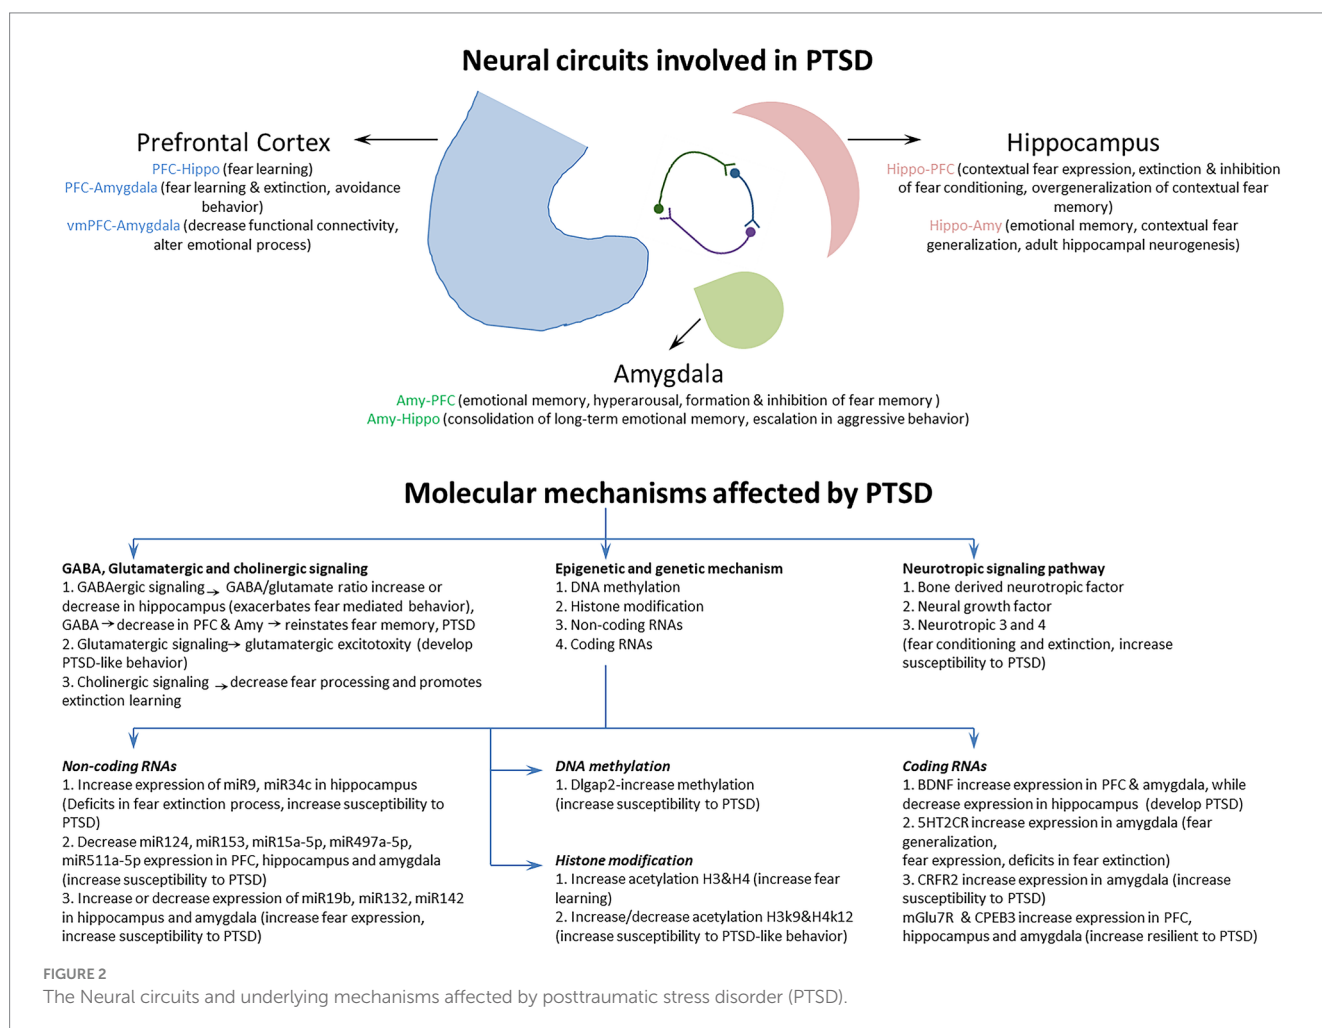 Neural circuits involved in PTSD
Prefrontal Cortex
PFC-Hippo (fear learning)
PFC-Amygdala (fear learning & extinction, avoidance
behavior)
vmPFC-Amygdala (decrease functional connectivity,
alter emotional process)
Hippocampus
Hippo-PFC (contextual fear expression, extinction & inhibition
of fear conditioning, overgeneralization of contextual fear
memory)
Hippo-Amy (emotional memory, contextual fear
generalization, adult hippocampal neurogenesis)
Amygdala
Amy-PFC (emotional memory, hyperarousal, formation & inhibition of fear memory )
Amy-Hippo (consolidation of long-term emotional memory, escalation in aggressive behavior)
Molecular mechanisms affected by PTSD
GABA, Glutamatergic and cholinergic signaling
1. GABAergic signaling → GABA/glutamate ratio increase or
decrease in hippocampus (exacerbates fear mediated behavior),
GABA → decrease in PFC & Amy → reinstates fear memory, PTSD
2. Glutamatergic signaling → glutamatergic excitotoxity (develop
PTSD-like behavior)
3. Cholinergic signaling → decrease fear processing and promotes
extinction learning
Epigenetic and genetic mechanism
1. DNA methylation
2. Histone modification
3. Non-coding RNAs
4. Coding RNAs
Neurotropic signaling pathway
1. Bone derived neurotropic factor
2. Neural growth factor
3. Neurotropic 3 and 4
(fear conditioning and extinction, increase
susceptibility to PTSD)
Non-coding RNAs
1. Increase expression of miR9, miR34c in hippocampus
(Deficits in fear extinction process, increase susceptibility to
PTSD)
2. Decrease miR124, miR153, miR15a-5p, miR497a-5p,
miR511a-5p expression in PFC, hippocampus and amygdala
(increase susceptibility to PTSD)
3. Increase or decrease expression of miR19b, miR132, miR142
in hippocampus and amygdala (increase fear expression,
increase susceptibility to PTSD)
DNA methylation
1. Dlgap2-increase methylation
(increase susceptibility to PTSD)
Histone modification
1. Increase acetylation H3&H4 (increase fear
learning)
2. Increase/decrease acetylation H3k9&H4k12
(increase susceptibility to PTSD-like behavior)
Coding RNAs
1. BDNF increase expression in PFC & amygdala, while
decrease expression in hippocampus (develop PTSD)
2. 5HT2CR increase expression in amygdala (fear
generalization,
fear expression, deficits in fear extinction)
3. CRFR2 increase expression in amygdala (increase
susceptibility to PTSD)
mGlu7R & CPEB3 increase expression in PFC,
hippocampus and amygdala (increase resilient to PTSD)
FIGURE 2
The Neural circuits and underlying mechanisms affected by posttraumatic stress disorder (PTSD).